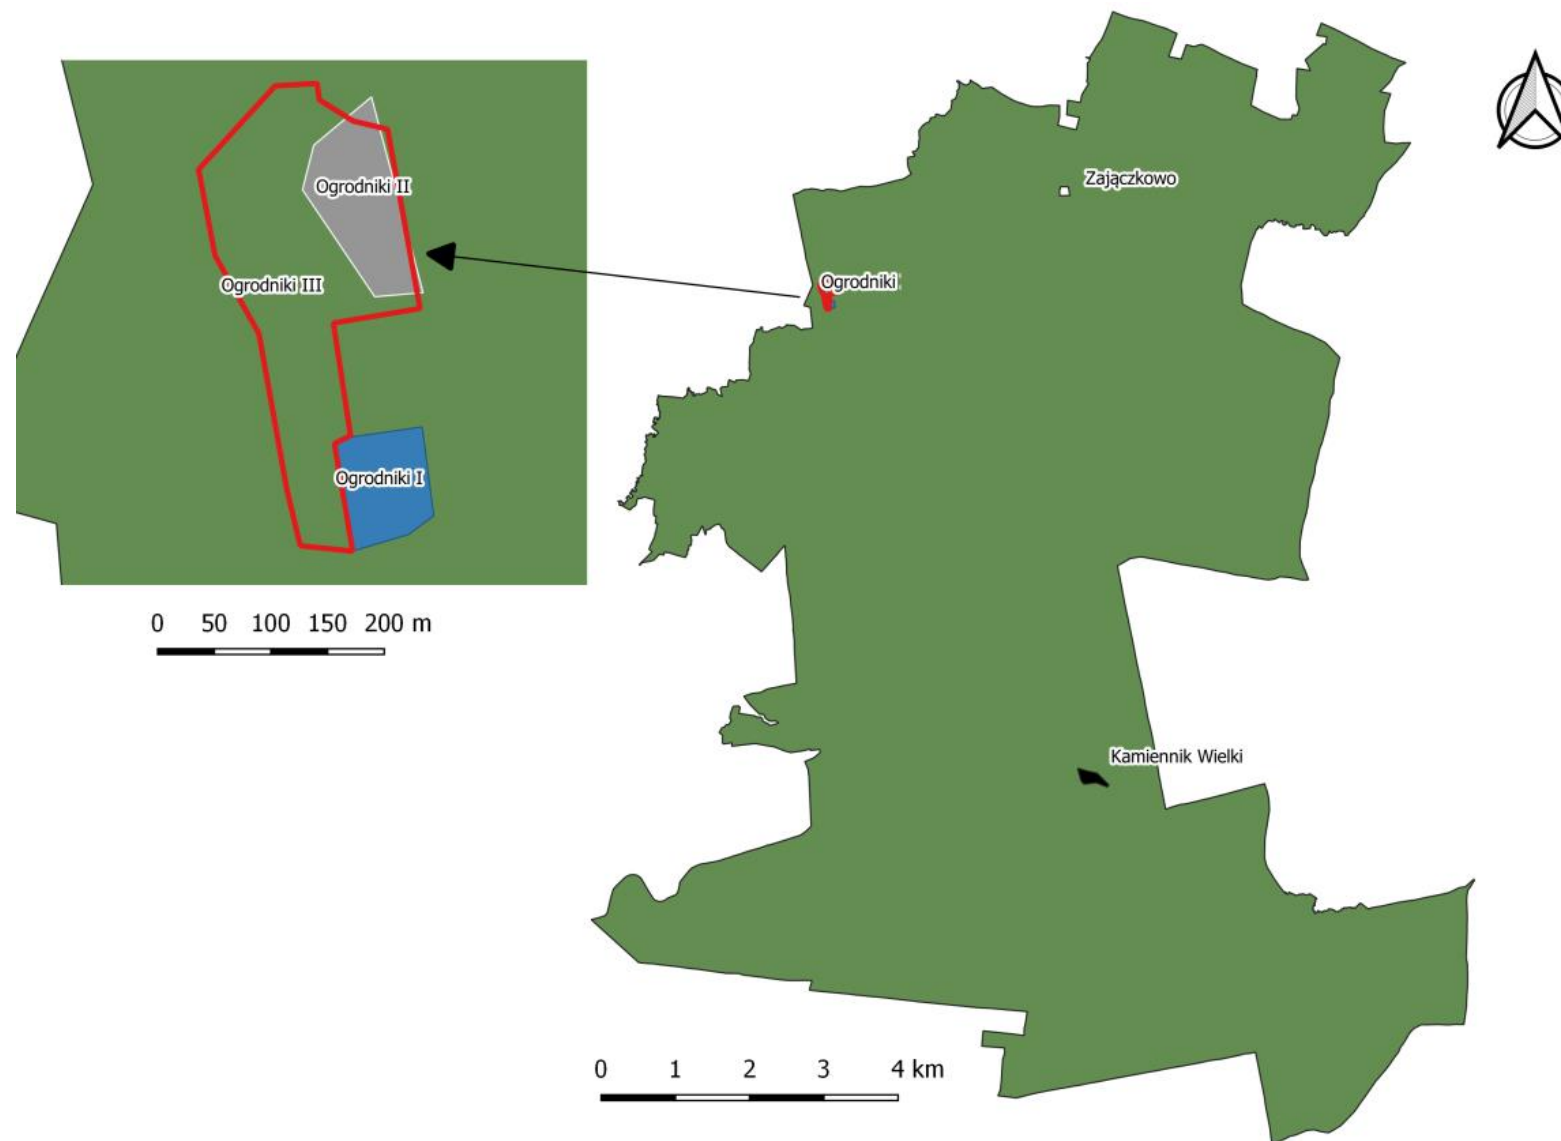 Zajączkowo
Ogrodniki II
Ogrodniki
Ogrodniki III
Ogrodniki I
0 50 100 150 200 m
Kamiennik Wielki
0 1 2 3 4 km